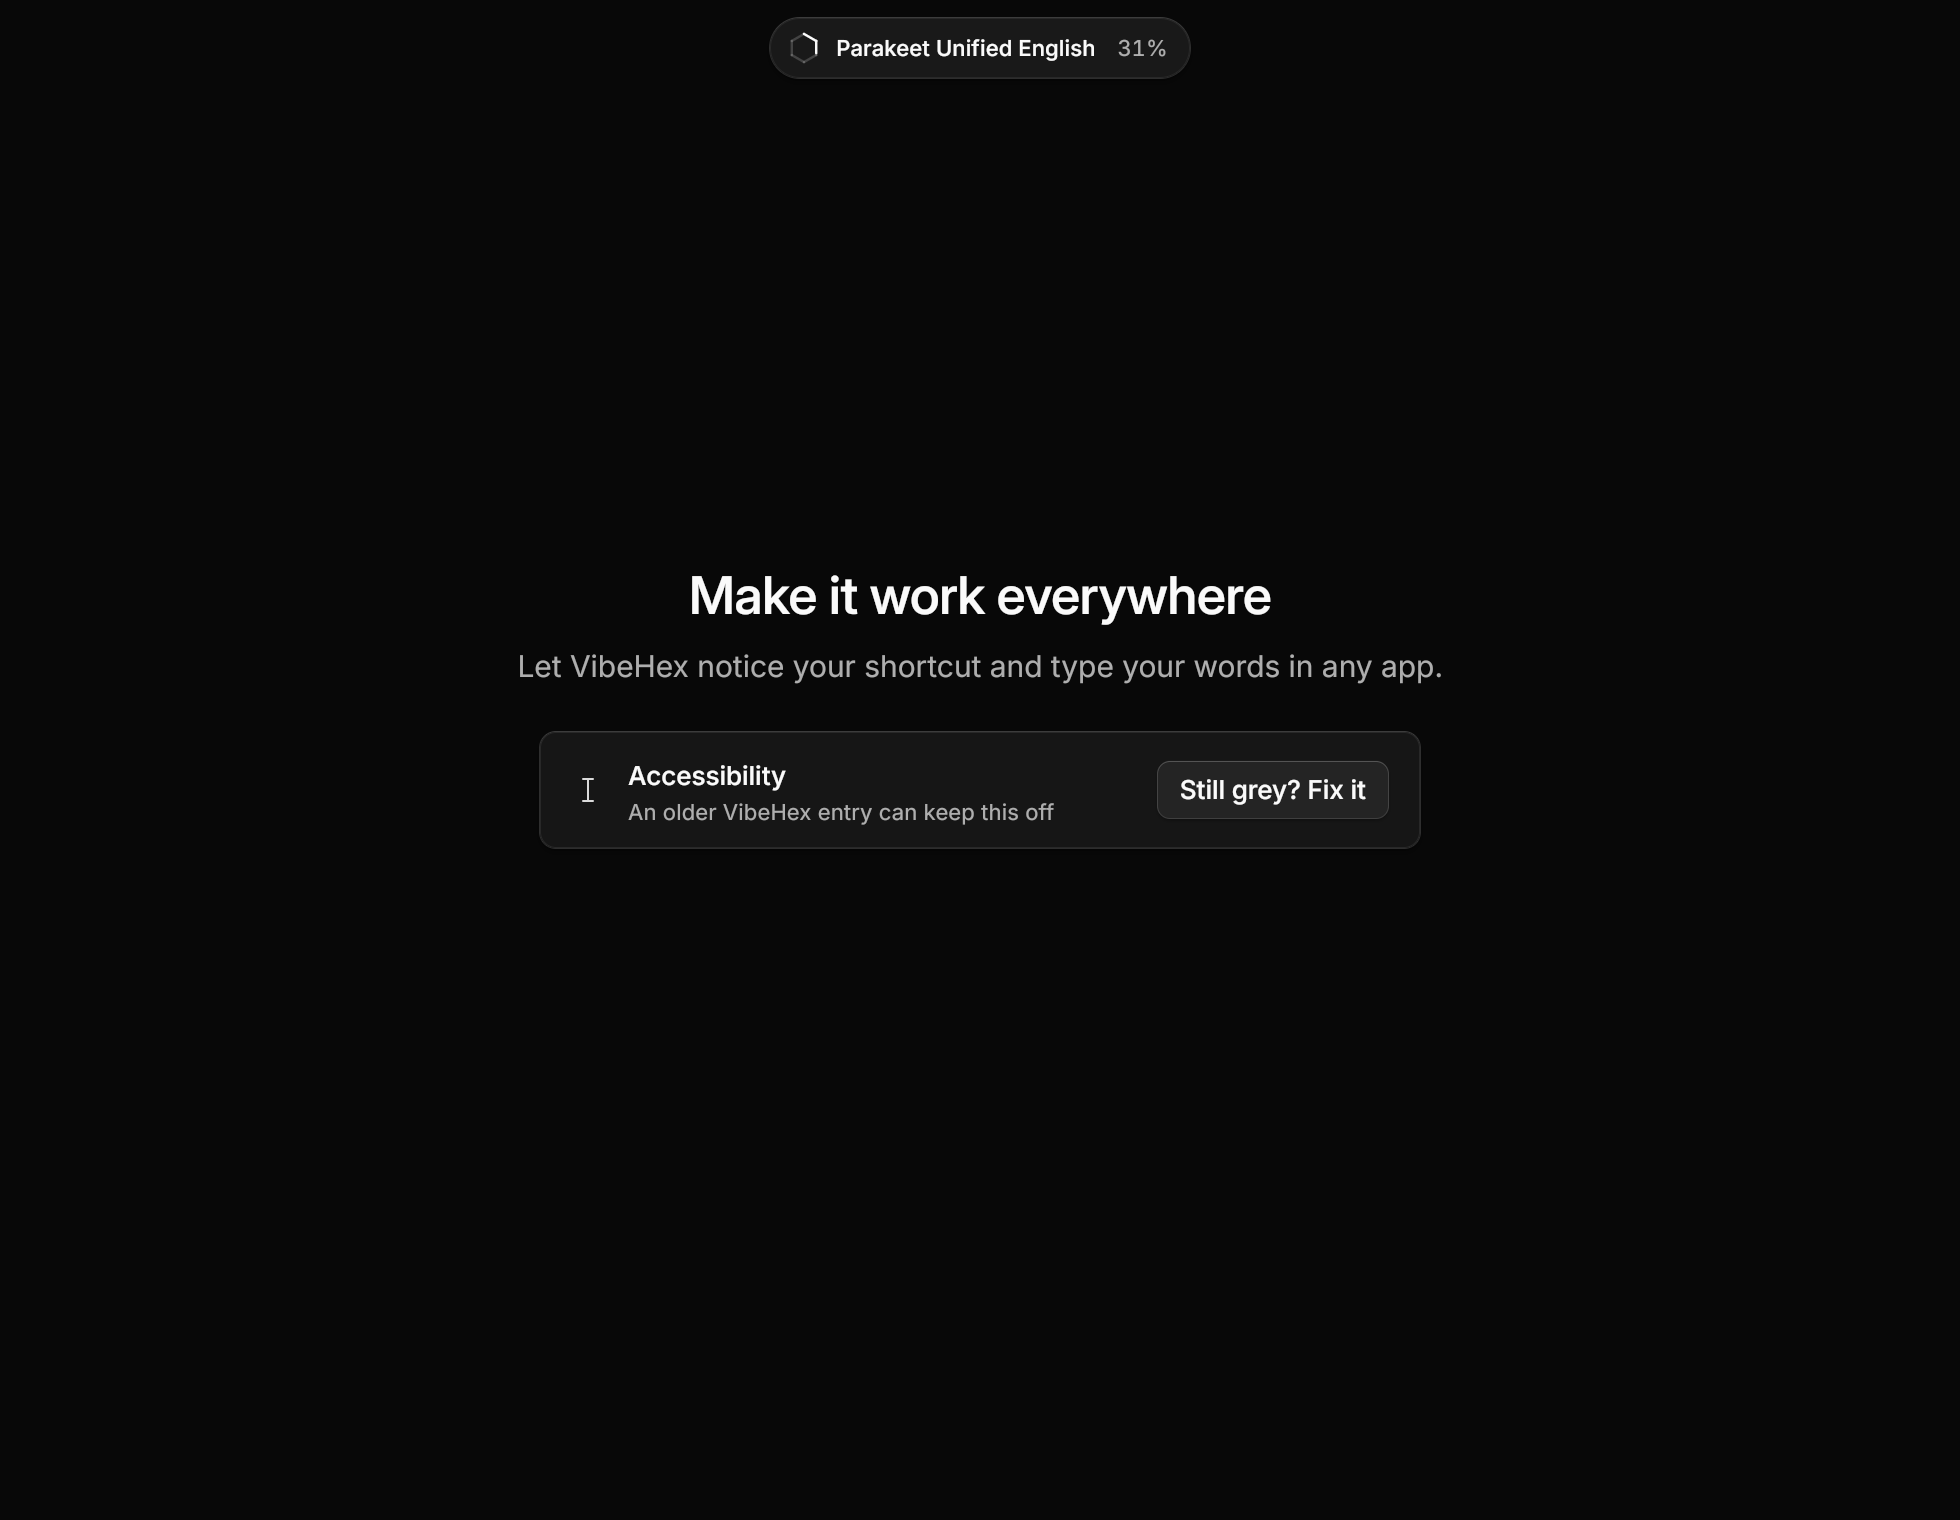 Parakeet Unified English 31%
Make it work everywhere
Let VibeHex notice your shortcut and type your words in any app.
Accessibility
An older VibeHex entry can keep this off
Still grey? Fix it